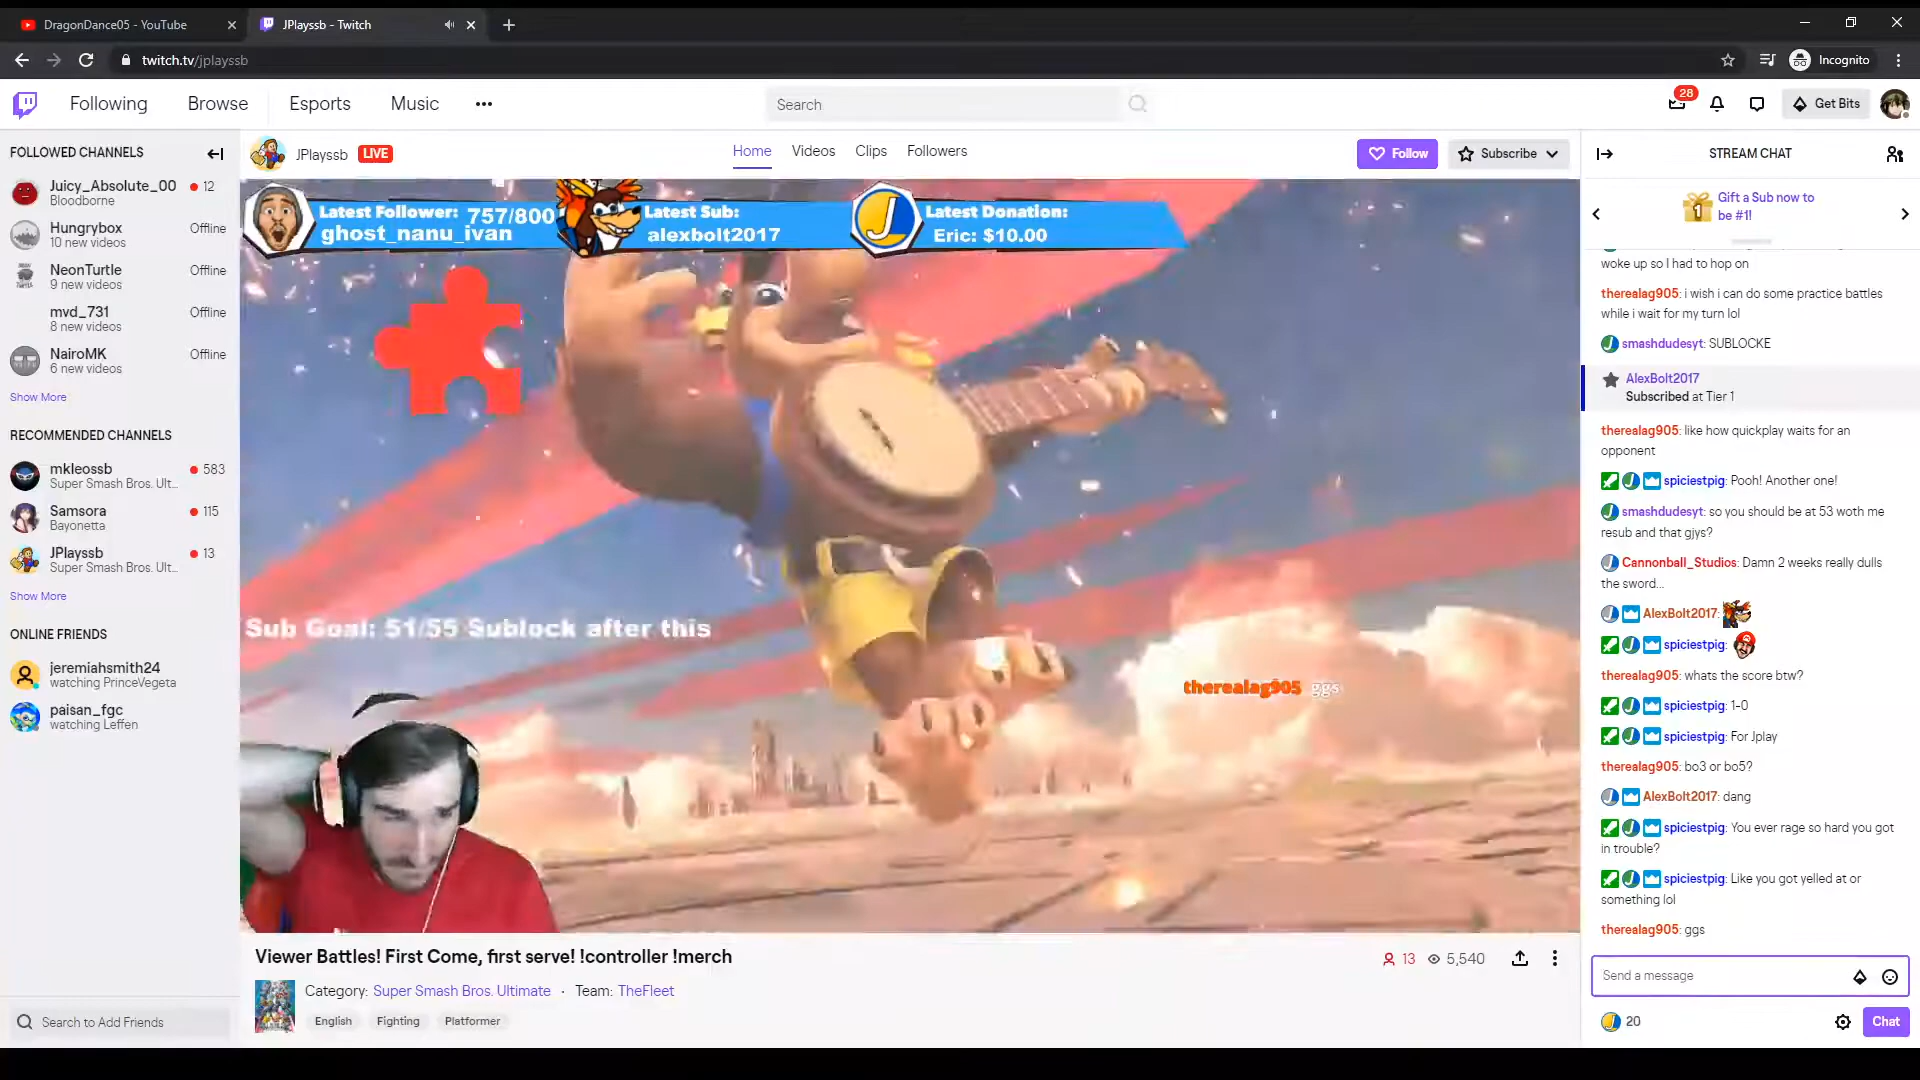 DragonDance05 - YouTube
JPlayssb - Twitch
twitch.tv/jplayssb
Incognito
Following
Browse
Esports
Music
Search
28
Get Bits
FOLLOWED CHANNELS
Juicy_Absolute_00
12
Bloodborne
Hungrybox
Offline
10 new videos
NeonTurtle
Offline
9 new videos
mvd_731
Offline
8 new videos
NairoMK
Offline
6 new videos
Show More
RECOMMENDED CHANNELS
mkleossb
583
Super Smash Bros. Ult...
Samsora
115
Bayonetta
JPlayssb
13
Super Smash Bros. Ult...
Show More
ONLINE FRIENDS
jeremiahsmith24
watching PrinceVegeta
paisan_fgc
watching Leffen
Search to Add Friends
JPlayssb
LIVE
Home
Videos
Clips
Followers
Follow
Subscribe
Latest Follower: 757/800
ghost_nanu_ivan
Latest Sub:
alexbolt2017
Latest Donation:
Eric: $10.00
Sub Goal: 51/55 Sublock after this
therealag905 ggs
Viewer Battles! First Come, first serve! !controller !merch
13
5,540
Category: Super Smash Bros. Ultimate · Team: TheFleet
English
Fighting
Platformer
STREAM CHAT
1
Gift a Sub now to
be #1!
woke up so I had to hop on
therealag905: i wish i can do some practice battles
while i wait for my turn lol
smashdudesyt: SUBLOCKE
AlexBolt2017
Subscribed at Tier 1
therealag905: like how quickplay waits for an
opponent
spiciestpig: Pooh! Another one!
smashdudesyt: so you should be at 53 woth me
resub and that gjys?
Cannonball_Studios: Damn 2 weeks really dulls
the sword...
AlexBolt2017:
spiciestpig:
therealag905: whats the score btw?
spiciestpig: 1-0
spiciestpig: For Jplay
therealag905: bo3 or bo5?
AlexBolt2017: dang
spiciestpig: You ever rage so hard you got
in trouble?
spiciestpig: Like you got yelled at or
something lol
therealag905: ggs
Send a message
20
Chat